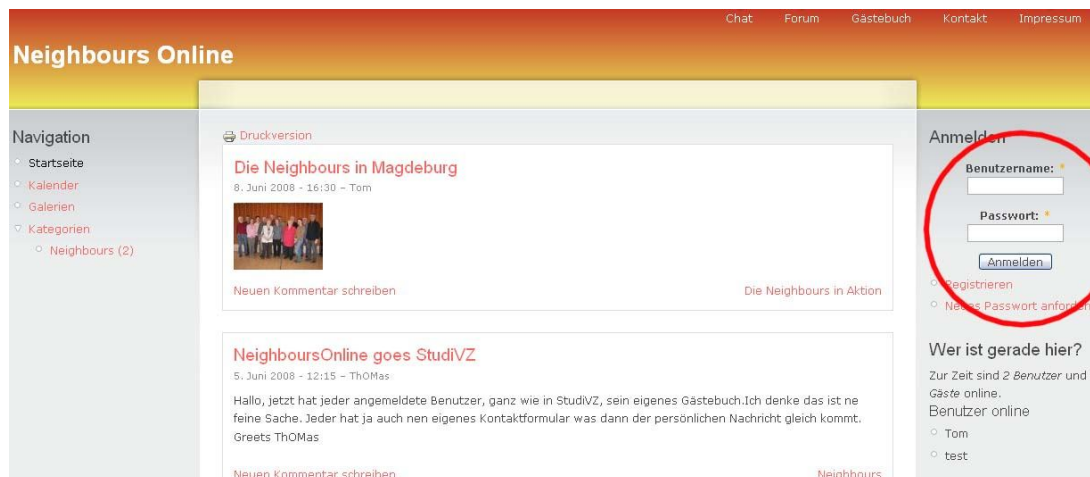 Chat Forum Gästebuch Kontakt Impressum
Neighbours Online
Navigation
Startseite
Kalender
Galerien
Kategorien
Neighbours (2)
Druckversion
Die Neighbours in Magdeburg
8. Juni 2008 - 16:30 – Tom
Neuen Kommentar schreiben
Die Neighbours in Aktion
NeighboursOnline goes StudiVZ
5. Juni 2008 - 12:15 – ThOMas
Hallo, jetzt hat jeder angemeldete Benutzer, ganz wie in StudiVZ, sein eigenes Gästebuch.Ich denke das ist ne
feine Sache. Jeder hat ja auch nen eigenes Kontaktformular was dann der persönlichen Nachricht gleich kommt.
Greets ThOMas
Neuen Kommentar schreiben
Neighbours
Anmelden
Benutzername: *
Passwort: *
Anmelden
Registrieren
Neues Passwort anfordern
Wer ist gerade hier?
Zur Zeit sind 2 Benutzer und
Gäste online.
Benutzer online
Tom
test